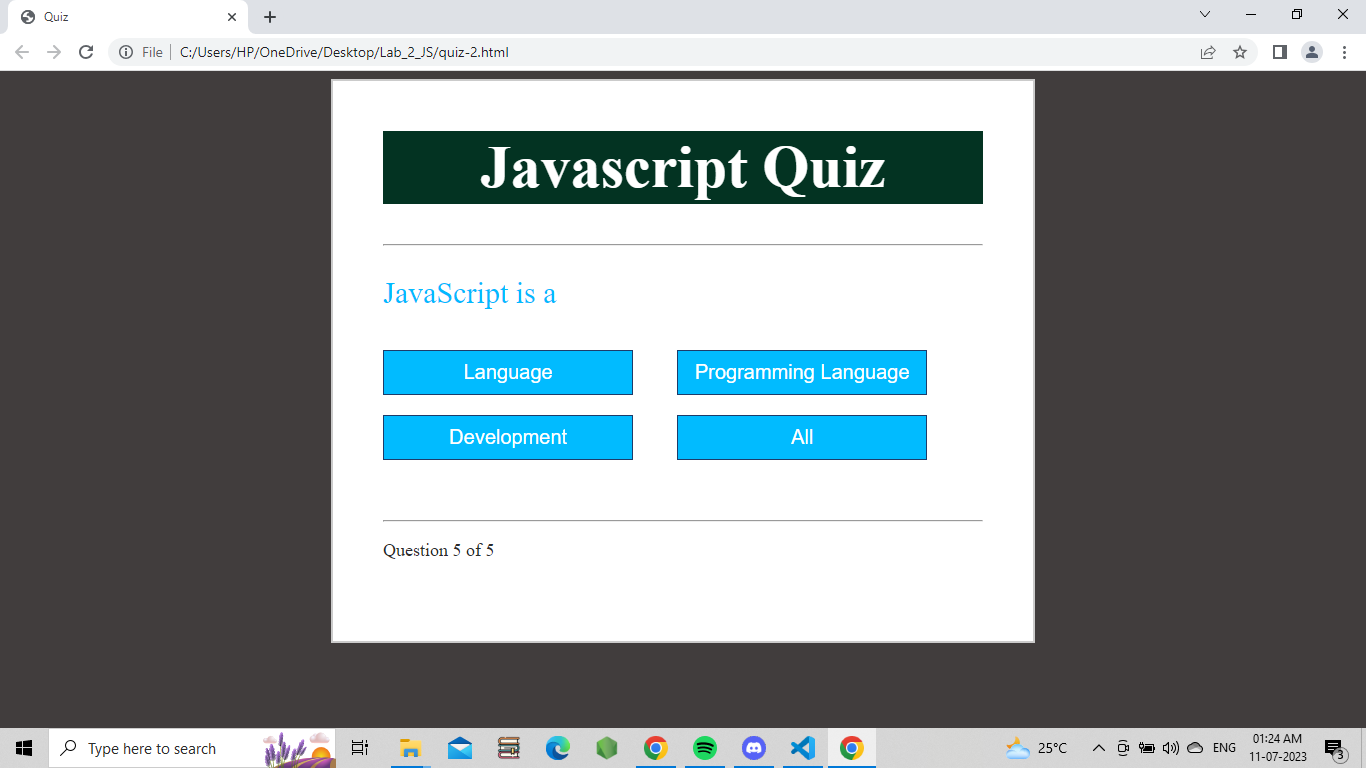 Quiz
File C:/Users/HP/OneDrive/Desktop/Lab_2_JS/quiz-2.html
Javascript Quiz
JavaScript is a
Language Programming Language
Development All
Question 5 of 5
Type here to search 25°C ENG 01:24 AM
11-07-2023 3